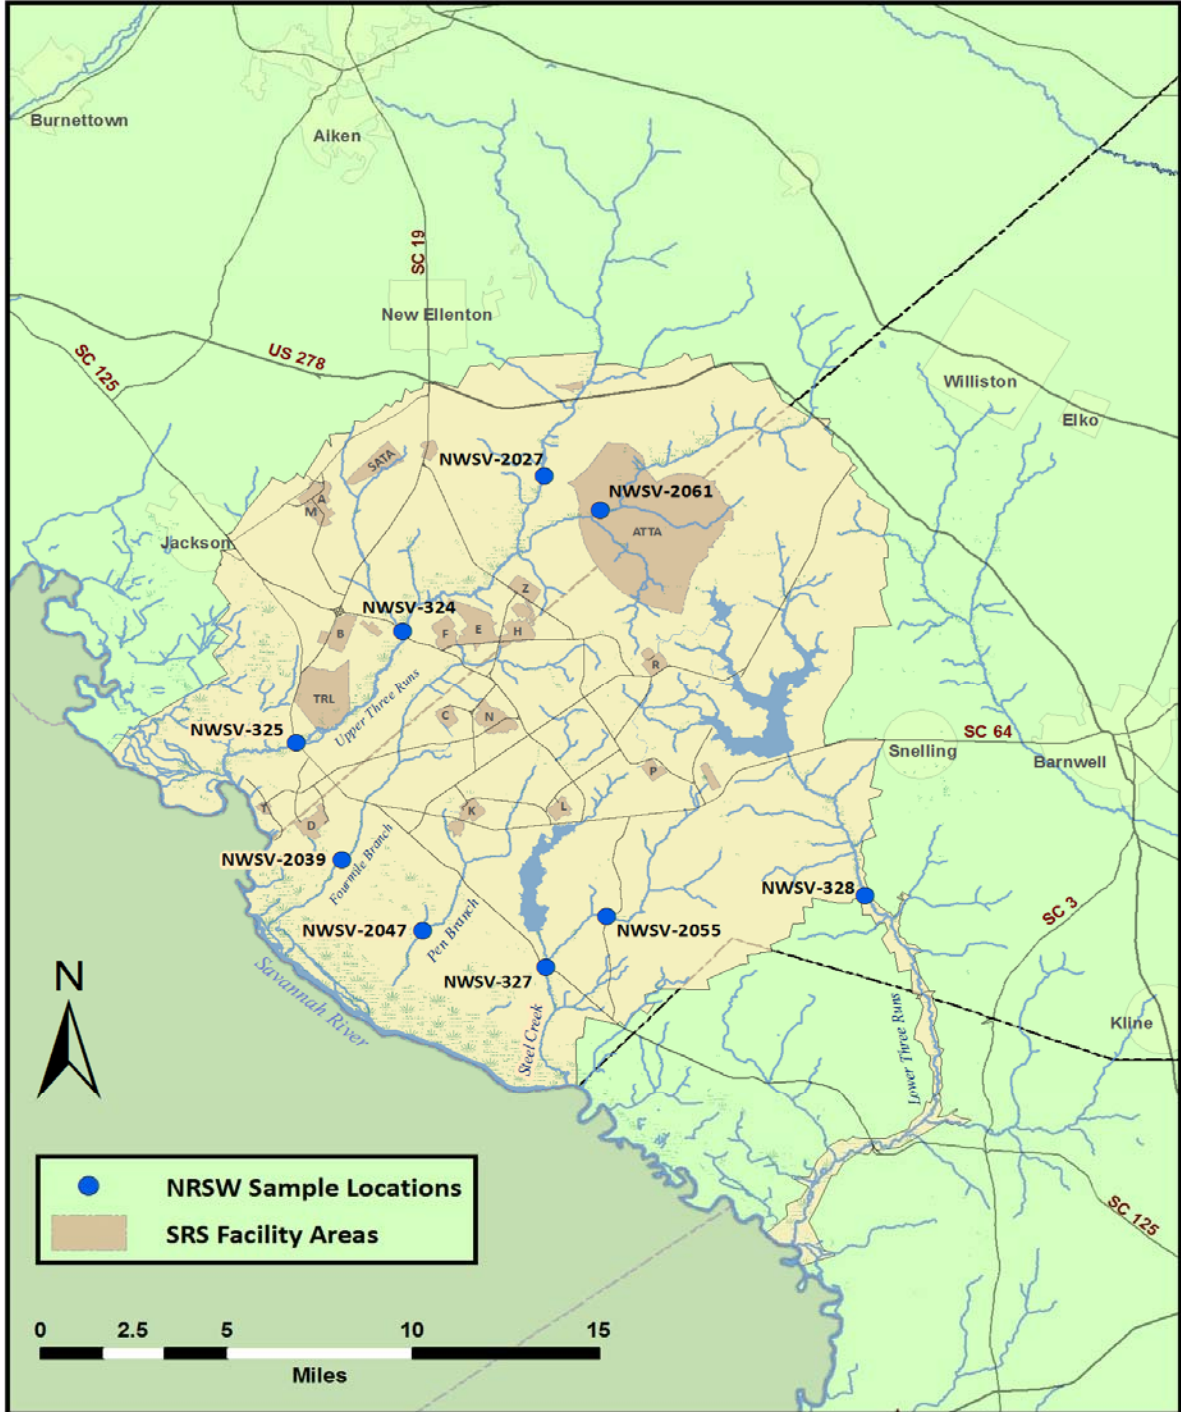 Burnettown
Aiken
SC 19
New Ellenton
US 278
SC 125
Williston
Elko
SATA
NWSV-2027
NWSV-2061
A
M
ATTA
Jackson
Z
NWSV-324
B
F
E
H
R
TRL
Upper Three Runs
C
N
NWSV-325
SC 64
Snelling
Barnwell
P
T
D
K
L
NWSV-2039
Fourmile Branch
NWSV-328
SC 3
NWSV-2047
Pen Branch
NWSV-2055
N
Savannah River
NWSV-327
Steel Creek
Lower Three Runs
Kline
NRSW Sample Locations
SRS Facility Areas
SC 125
0 2.5 5 10 15
Miles